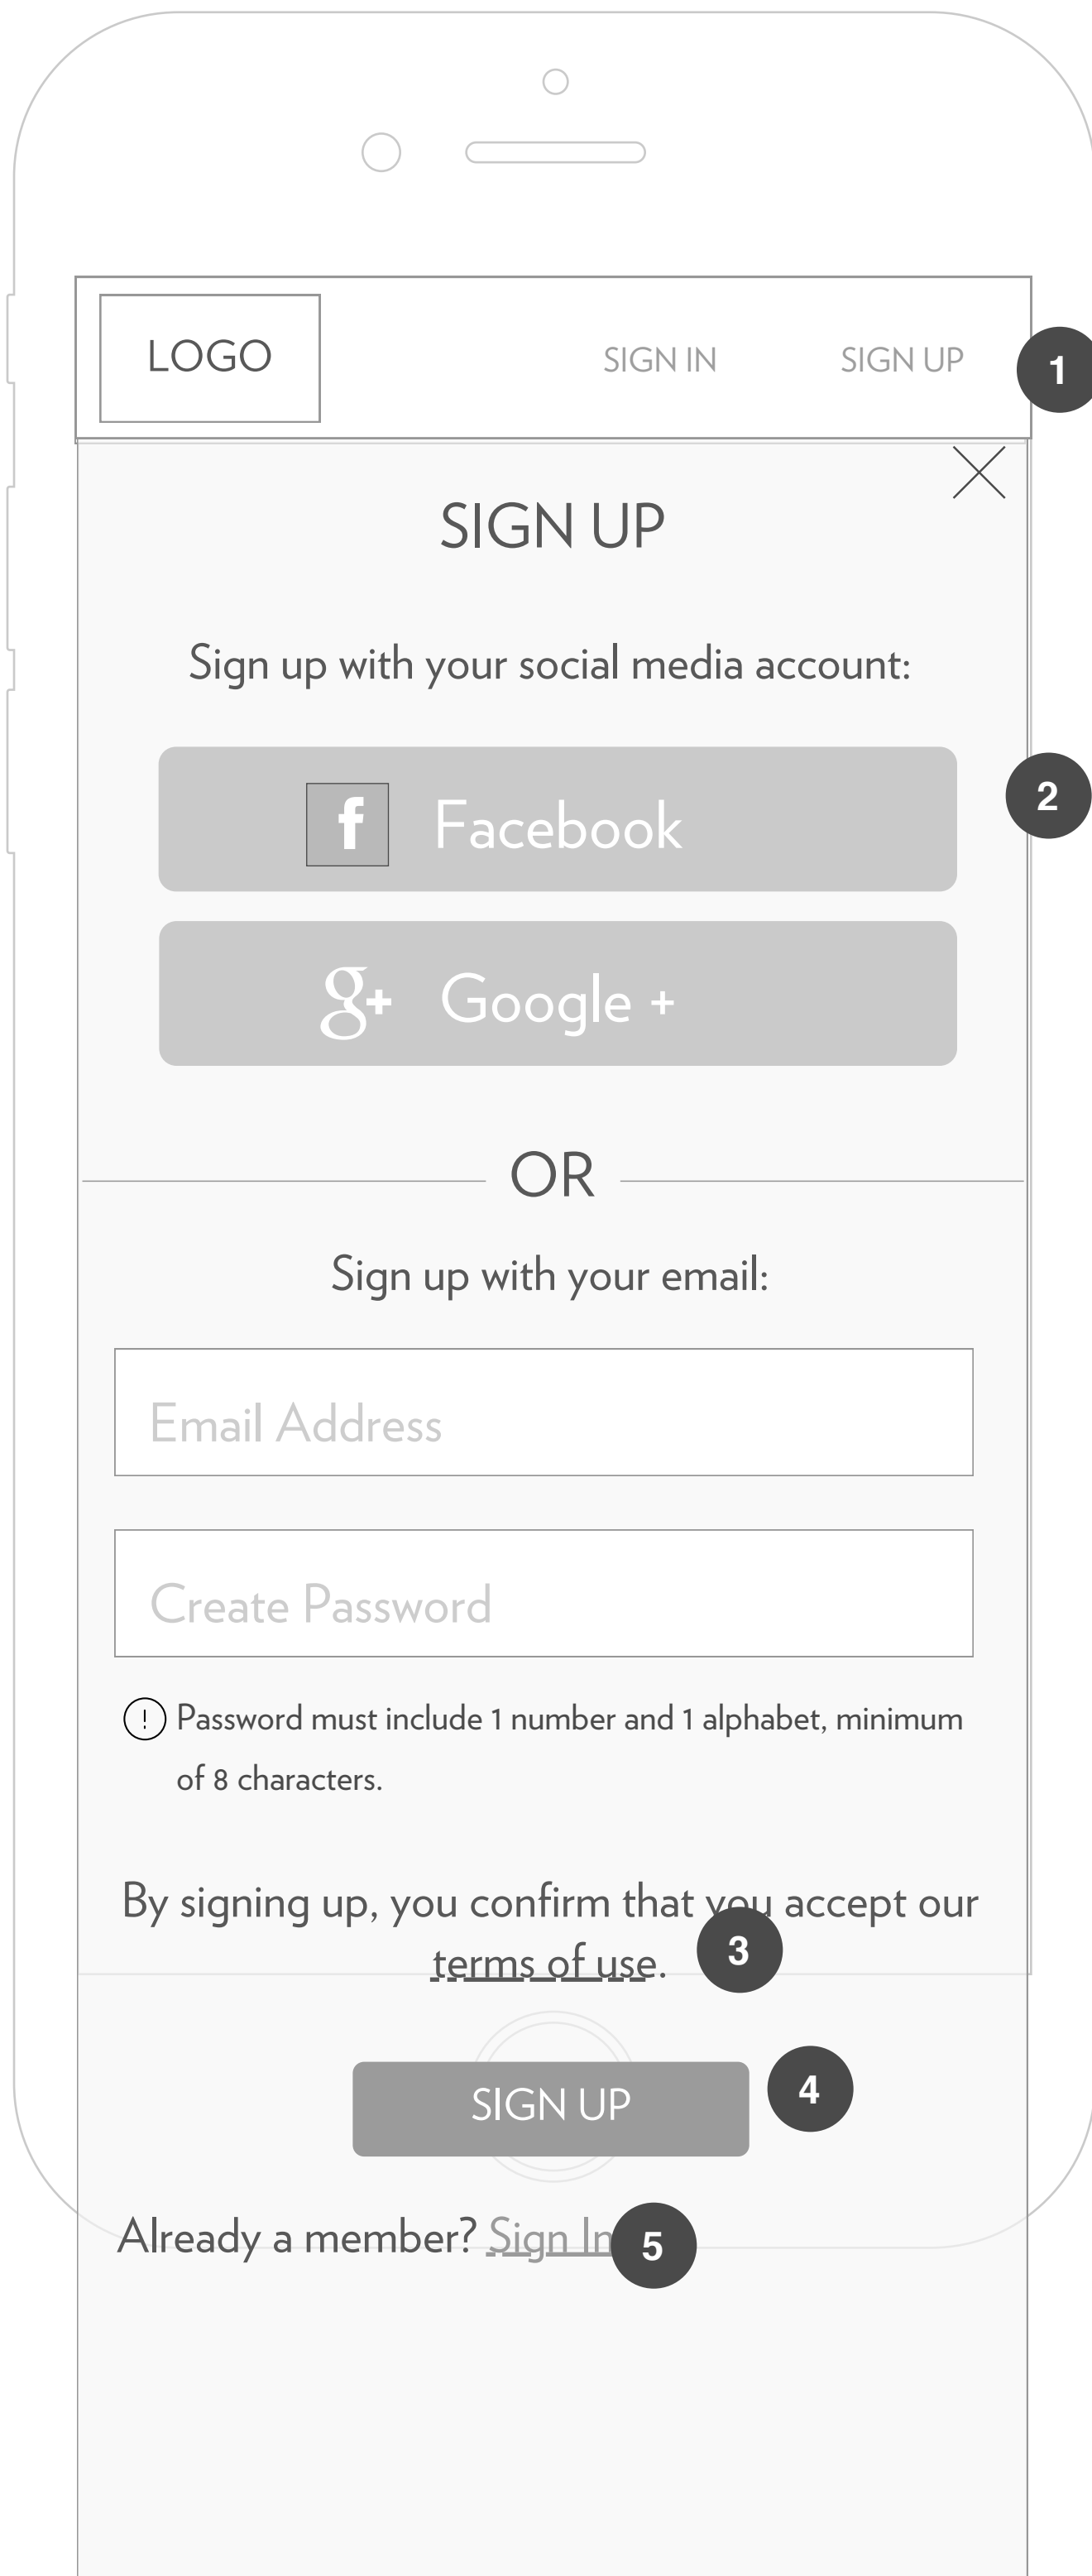 LOGO
SIGN IN
SIGN UP
1
SIGN UP
Sign up with your social media account:
2
f Facebook
g+ Google +
OR
Sign up with your email:
Email Address
Create Password
! Password must include 1 number and 1 alphabet, minimum
of 8 characters.
By signing up, you confirm that you accept our
terms of use.
3
SIGN UP
4
Already a member? Sign In
5